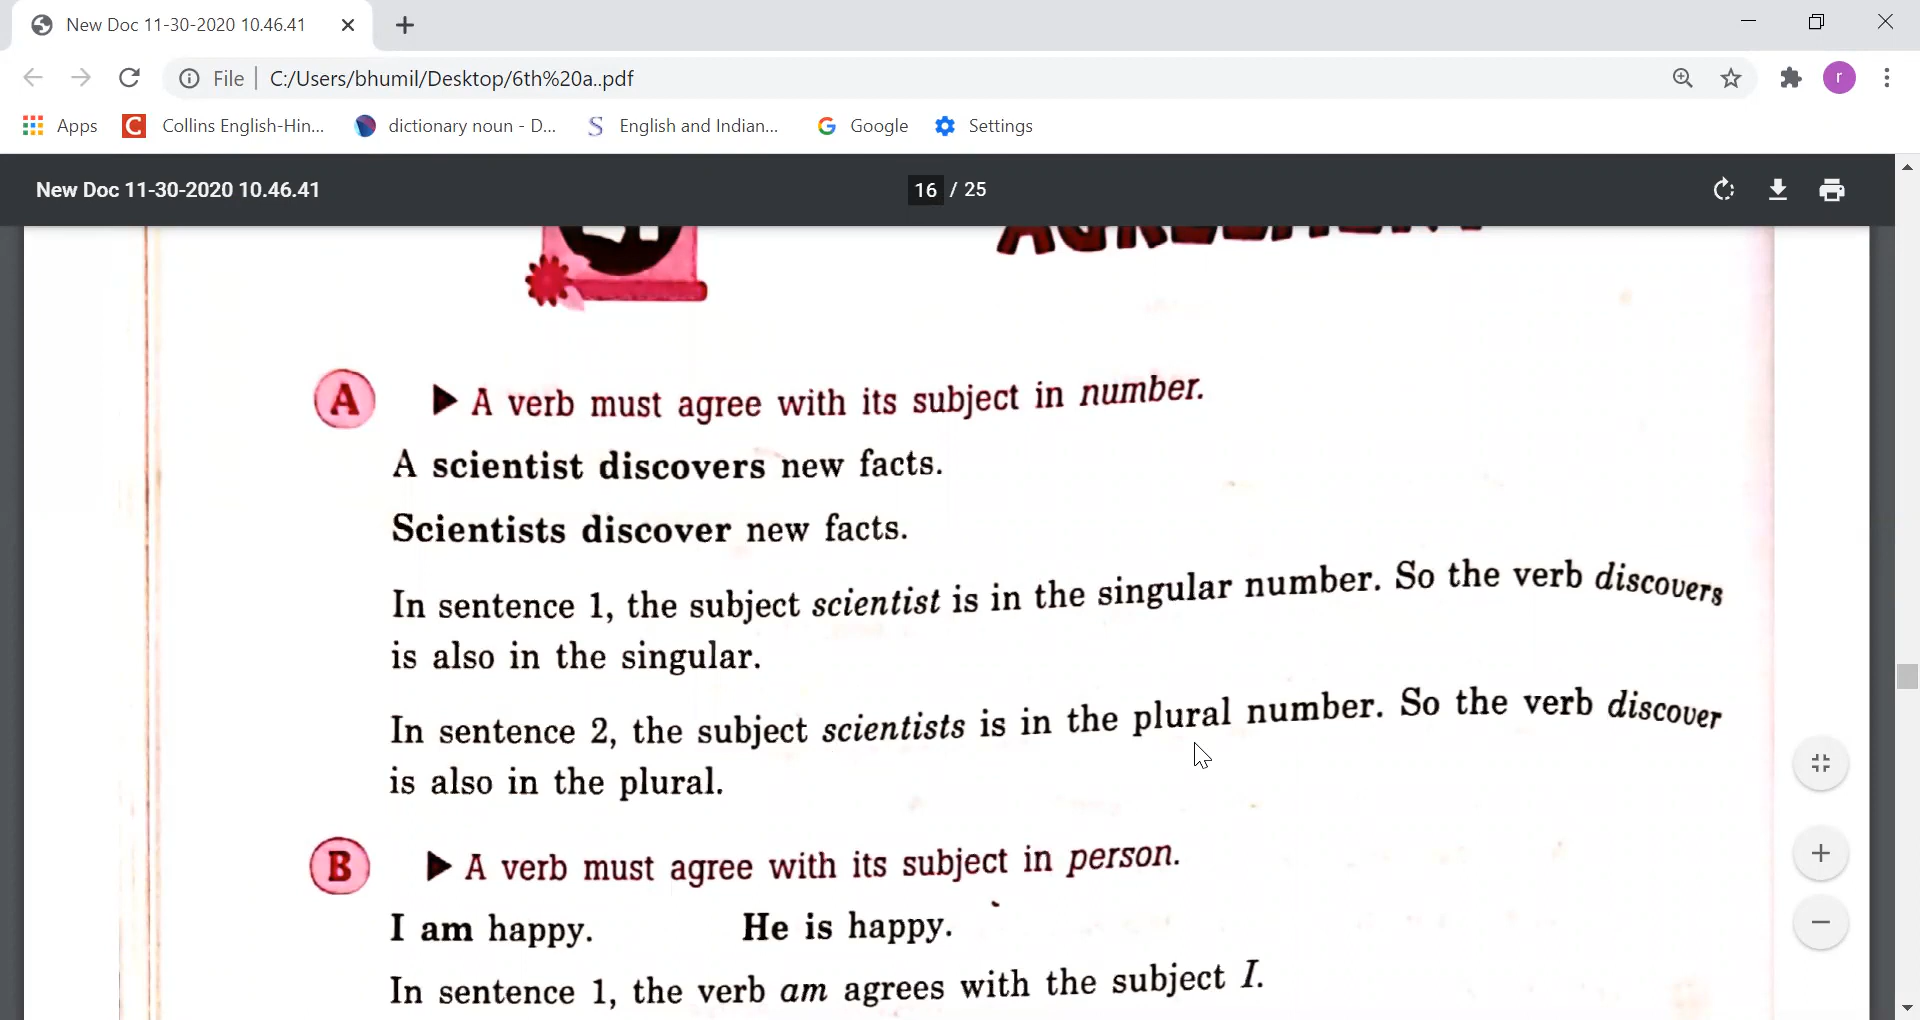 New Doc 11-30-2020 10.46.41
File C:/Users/bhumil/Desktop/6th%20a..pdf
r
Apps Collins English-Hin... dictionary noun - D... English and Indian... Google Settings
New Doc 11-30-2020 10.46.41 16 / 25
AGREEMENT
A ▶ A verb must agree with its subject in number.
A scientist discovers new facts.
Scientists discover new facts.
In sentence 1, the subject scientist is in the singular number. So the verb discovers
is also in the singular.
In sentence 2, the subject scientists is in the plural number. So the verb discover
is also in the plural.
B ▶ A verb must agree with its subject in person.
I am happy. He is happy.
In sentence 1, the verb am agrees with the subject I.